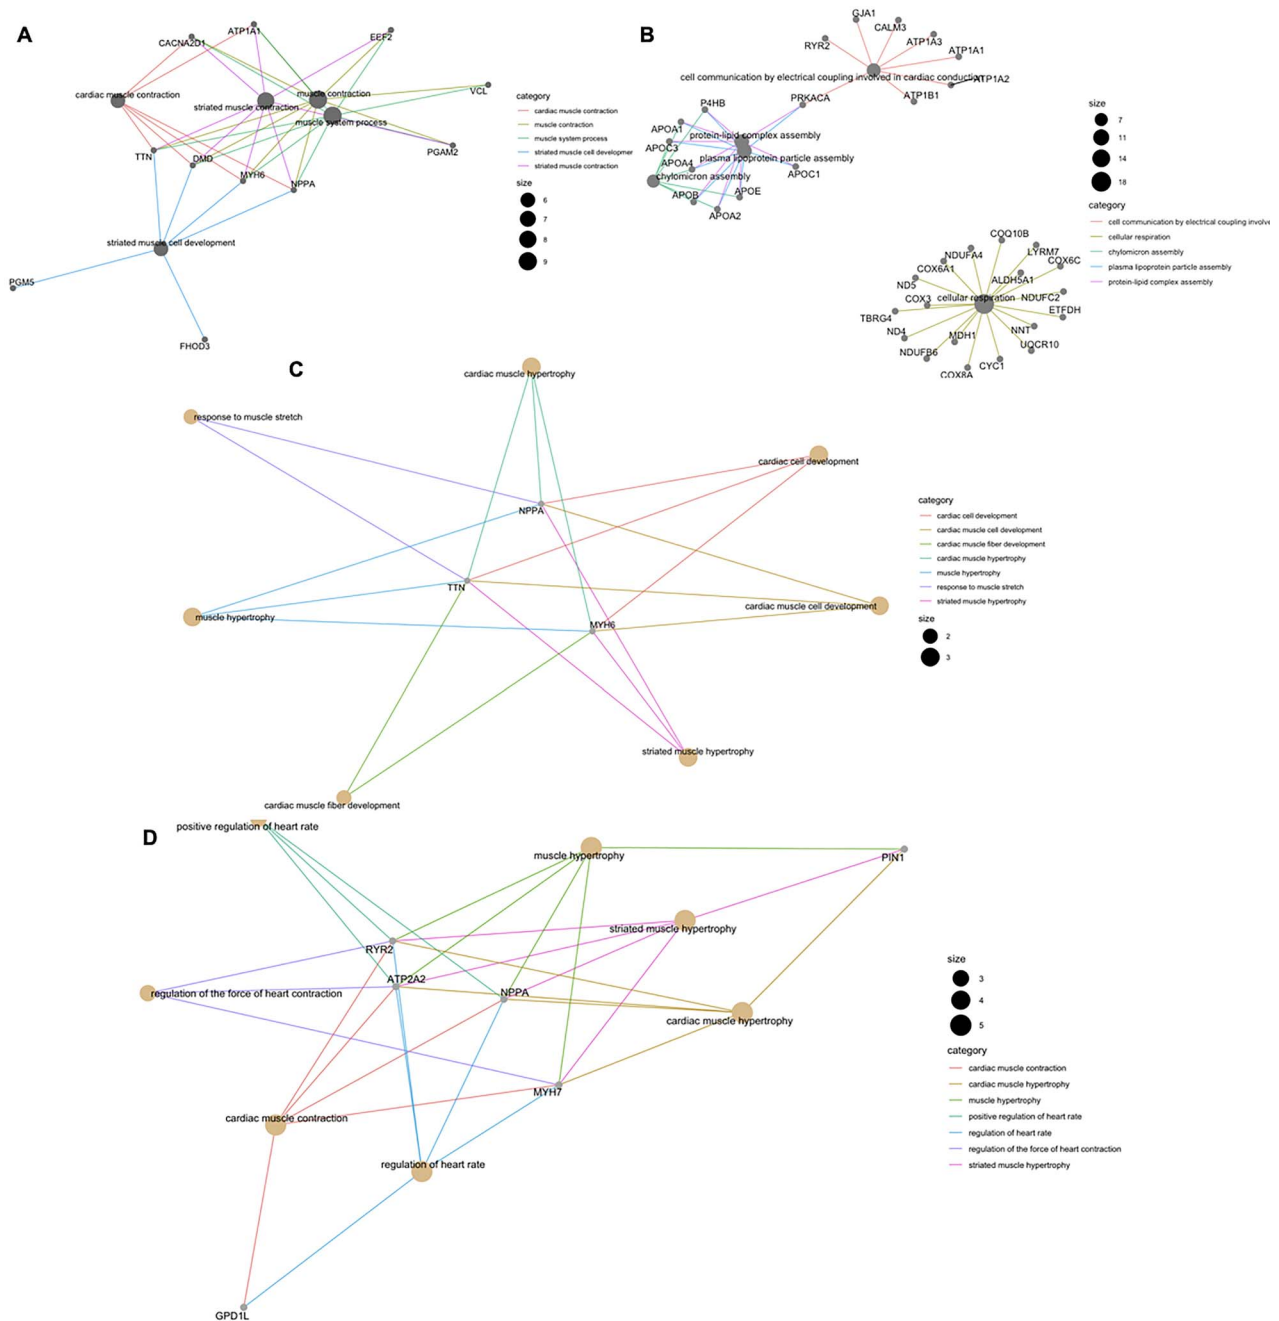 A
CACNA2D1
ATP1A1
EEF2
cardiac muscle contraction
striated muscle contraction
muscle contraction
muscle system process
VCL
PGAM2
TTN
DMD
MYH6
NPPA
striated muscle cell development
PGM5
FHOD3
category
cardiac muscle contraction
muscle contraction
muscle system process
striated muscle cell developmer
striated muscle contraction
size
6
7
8
9
B
GJA1
CALM3
RYR2
ATP1A3
ATP1A1
cell communication by electrical coupling involved in cardiac conduction
ATP1A2
ATP1B1
PRKACA
P4HB
APOA1
protein-lipid complex assembly
APOC3
plasma lipoprotein particle assembly
APOA4
APOC1
chylomicron assembly
APOB
APOE
APOA2
COQ10B
NDUFA4
LYRM7
COX6A1
COX6C
ND5
ALDH5A1
COX3
cellular respiration
NDUFC2
TBRG4
ETFDH
ND4
MDH1
NNT
NDUFB6
UQCR10
COX8A
CYC1
size
7
11
14
18
category
cell communication by electrical coupling involve
cellular respiration
chylomicron assembly
plasma lipoprotein particle assembly
protein-lipid complex assembly
C
cardiac muscle hypertrophy
response to muscle stretch
cardiac cell development
NPPA
TTN
cardiac muscle cell development
muscle hypertrophy
MYH6
striated muscle hypertrophy
cardiac muscle fiber development
category
cardiac cell development
cardiac muscle cell development
cardiac muscle fiber development
cardiac muscle hypertrophy
muscle hypertrophy
response to muscle stretch
striated muscle hypertrophy
size
2
3
D
positive regulation of heart rate
muscle hypertrophy
PIN1
striated muscle hypertrophy
RYR2
ATP2A2
NPPA
regulation of the force of heart contraction
cardiac muscle hypertrophy
MYH7
cardiac muscle contraction
regulation of heart rate
GPD1L
size
3
4
5
category
cardiac muscle contraction
cardiac muscle hypertrophy
muscle hypertrophy
positive regulation of heart rate
regulation of heart rate
regulation of the force of heart contraction
striated muscle hypertrophy